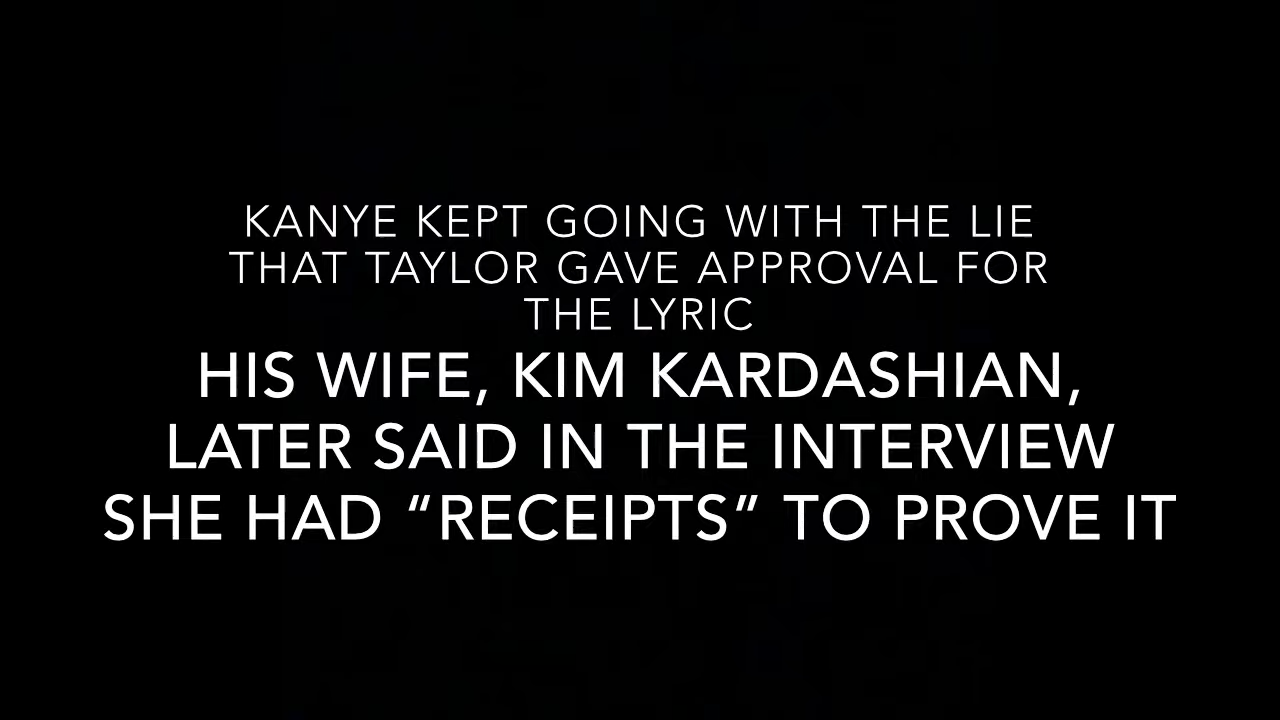 KANYE KEPT GOING WITH THE LIE
THAT TAYLOR GAVE APPROVAL FOR
THE LYRIC
HIS WIFE, KIM KARDASHIAN,
LATER SAID IN THE INTERVIEW
SHE HAD “RECEIPTS” TO PROVE IT